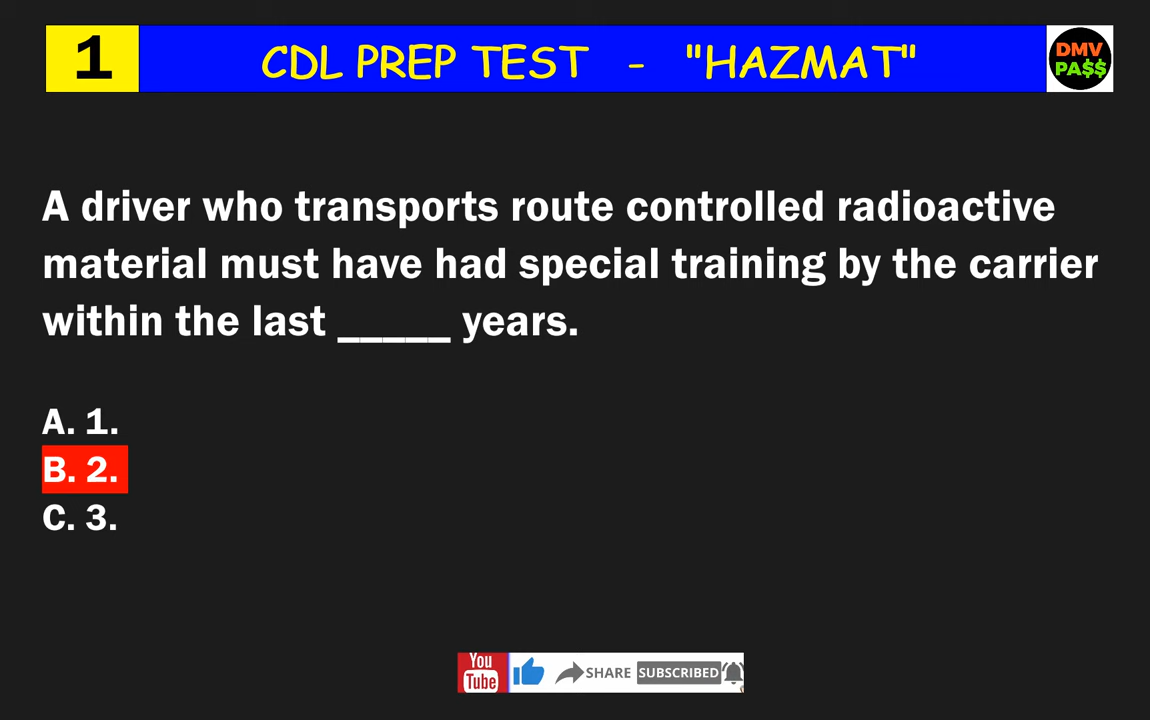 1
CDL PREP TEST - "HAZMAT"
DMV
PA$$
A driver who transports route controlled radioactive
material must have had special training by the carrier
within the last _____ years.
A. 1.
B. 2.
C. 3.
You
Tube
SHARE
SUBSCRIBED